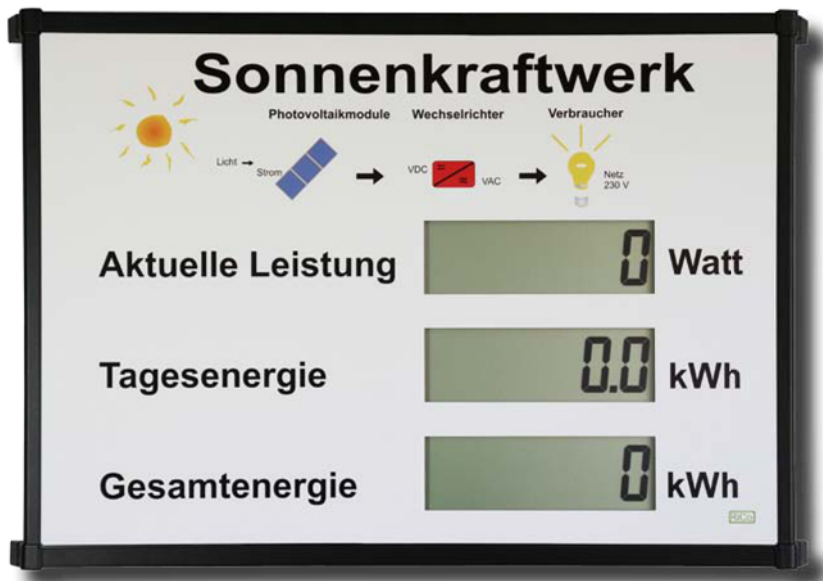 Sonnenkraftwerk
Photovoltaikmodule Wechselrichter Verbraucher
Licht → Strom
VDC VAC
Netz
230 V
Aktuelle Leistung 0 Watt
Tagesenergie 0.0 kWh
Gesamtenergie 0 kWh
RiCo